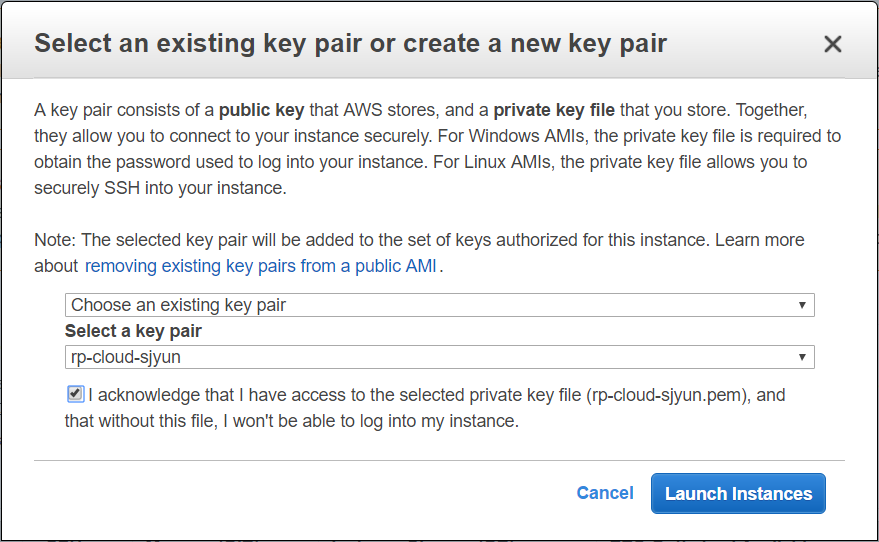 Select an existing key pair or create a new key pair
A key pair consists of a public key that AWS stores, and a private key file that you store. Together,
they allow you to connect to your instance securely. For Windows AMIs, the private key file is required to
obtain the password used to log into your instance. For Linux AMIs, the private key file allows you to
securely SSH into your instance.
Note: The selected key pair will be added to the set of keys authorized for this instance. Learn more
about removing existing key pairs from a public AMI.
Choose an existing key pair
Select a key pair
rp-cloud-sjyun
I acknowledge that I have access to the selected private key file (rp-cloud-sjyun.pem), and
that without this file, I won't be able to log into my instance.
Cancel Launch Instances